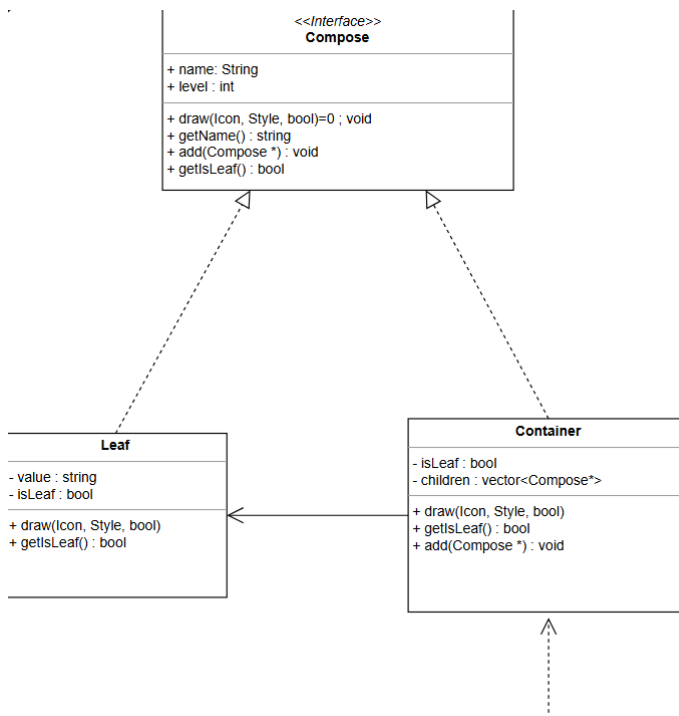 <<Interface>>
Compose
+ name: String
+ level : int
+ draw(Icon, Style, bool)=0 ; void
+ getName() : string
+ add(Compose *) : void
+ getIsLeaf() : bool
Leaf
- value : string
- isLeaf : bool
+ draw(Icon, Style, bool)
+ getIsLeaf() : bool
Container
- isLeaf : bool
- children : vector<Compose*>
+ draw(Icon, Style, bool)
+ getIsLeaf() : bool
+ add(Compose *) : void